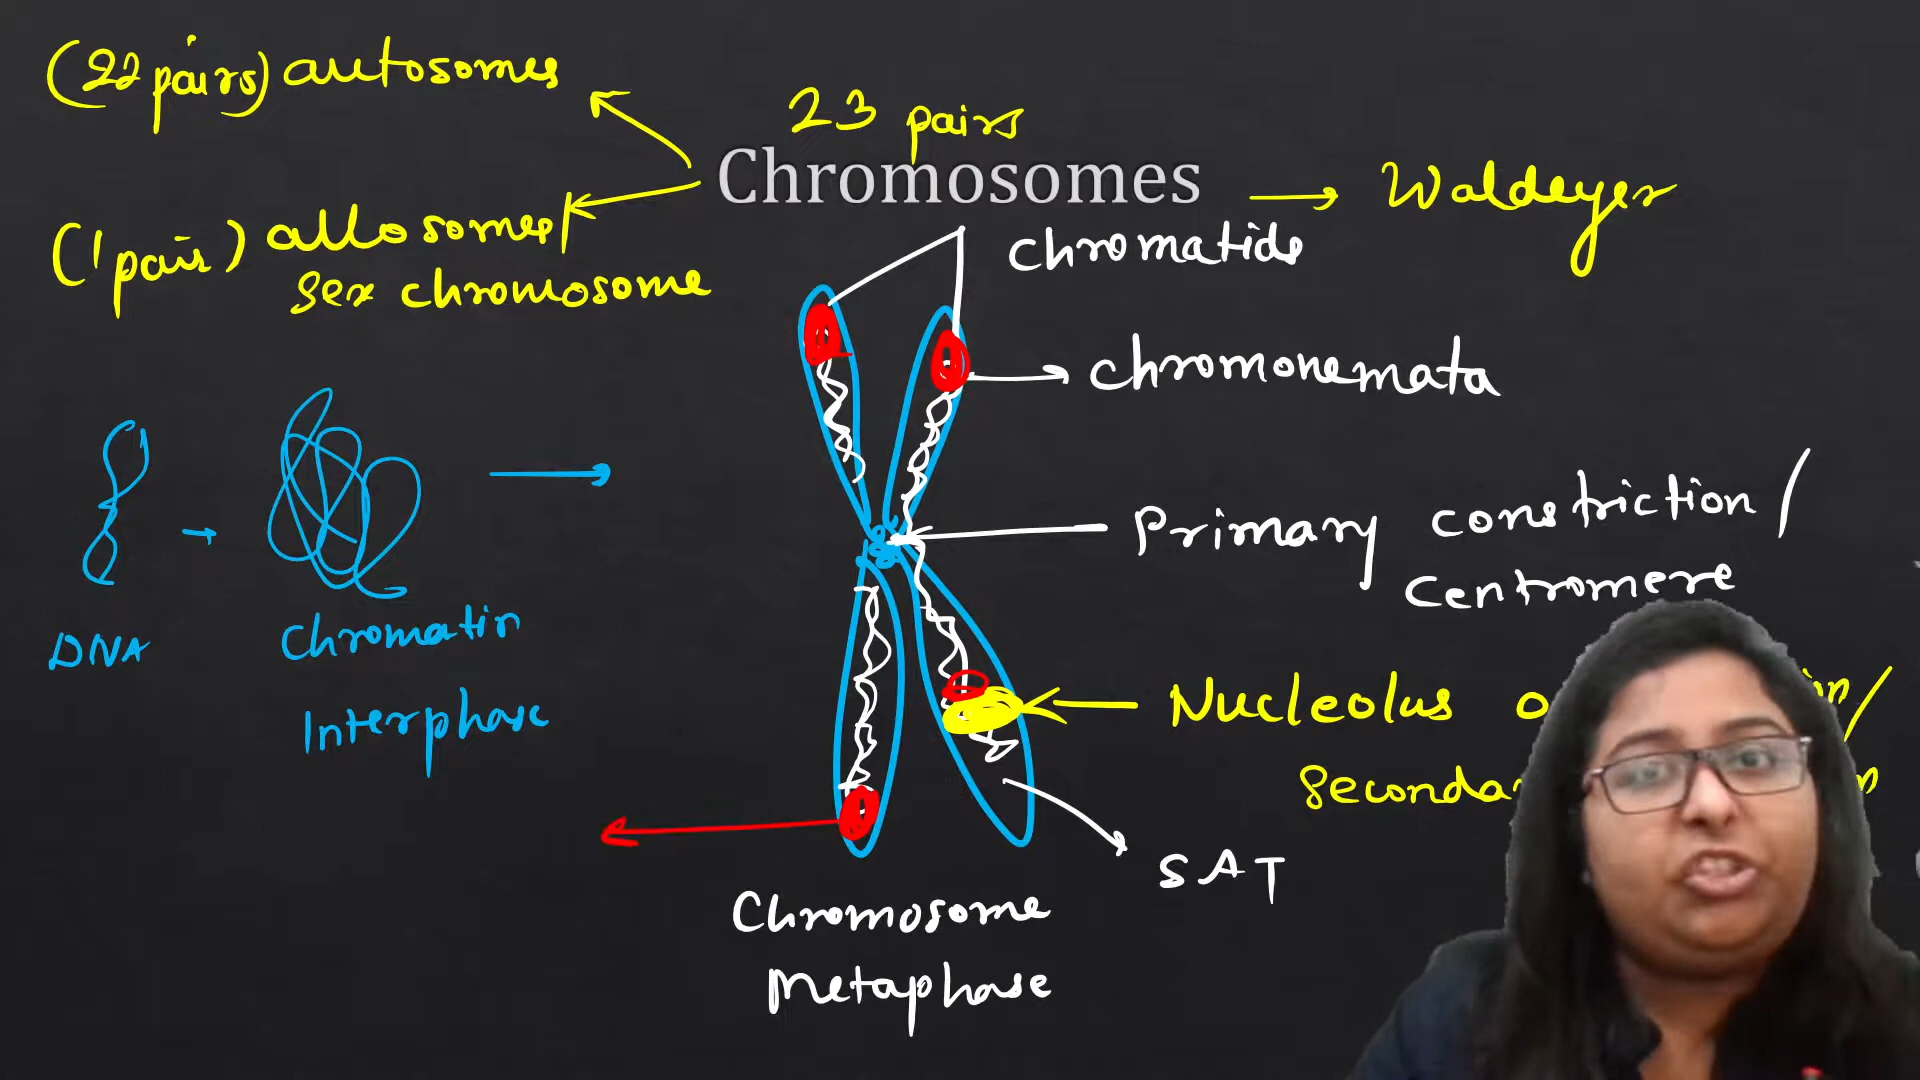 (22 pairs) autosomes
23 pairs
Chromosomes
Waldeyer
(1 pair) allosomes/
sex chromosome
chromatids
chromonemata
Primary constriction/
centromere
DNA
Chromatin
Interphase
Nucleolus
SAT
Chromosome
Metaphase